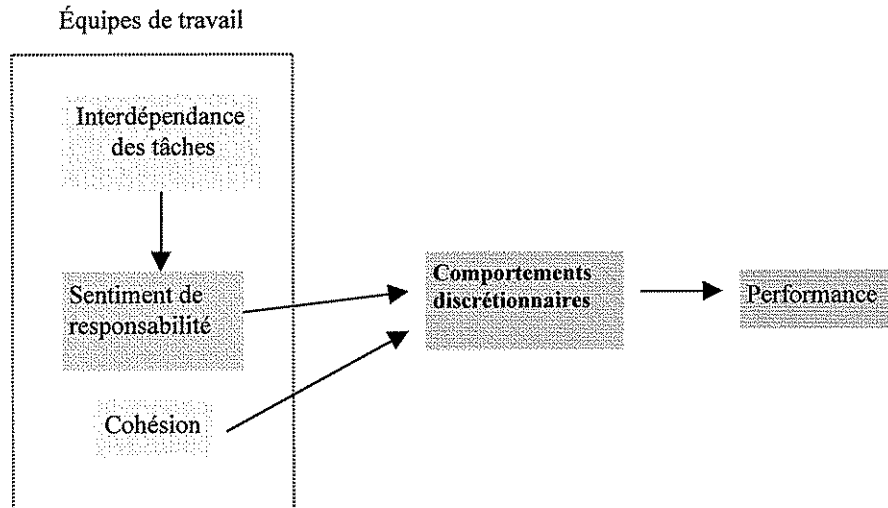 Équipes de travail
Interdépendance
des tâches
Sentiment de
responsabilité
Cohésion
Comportements
discrétionnaires
Performance